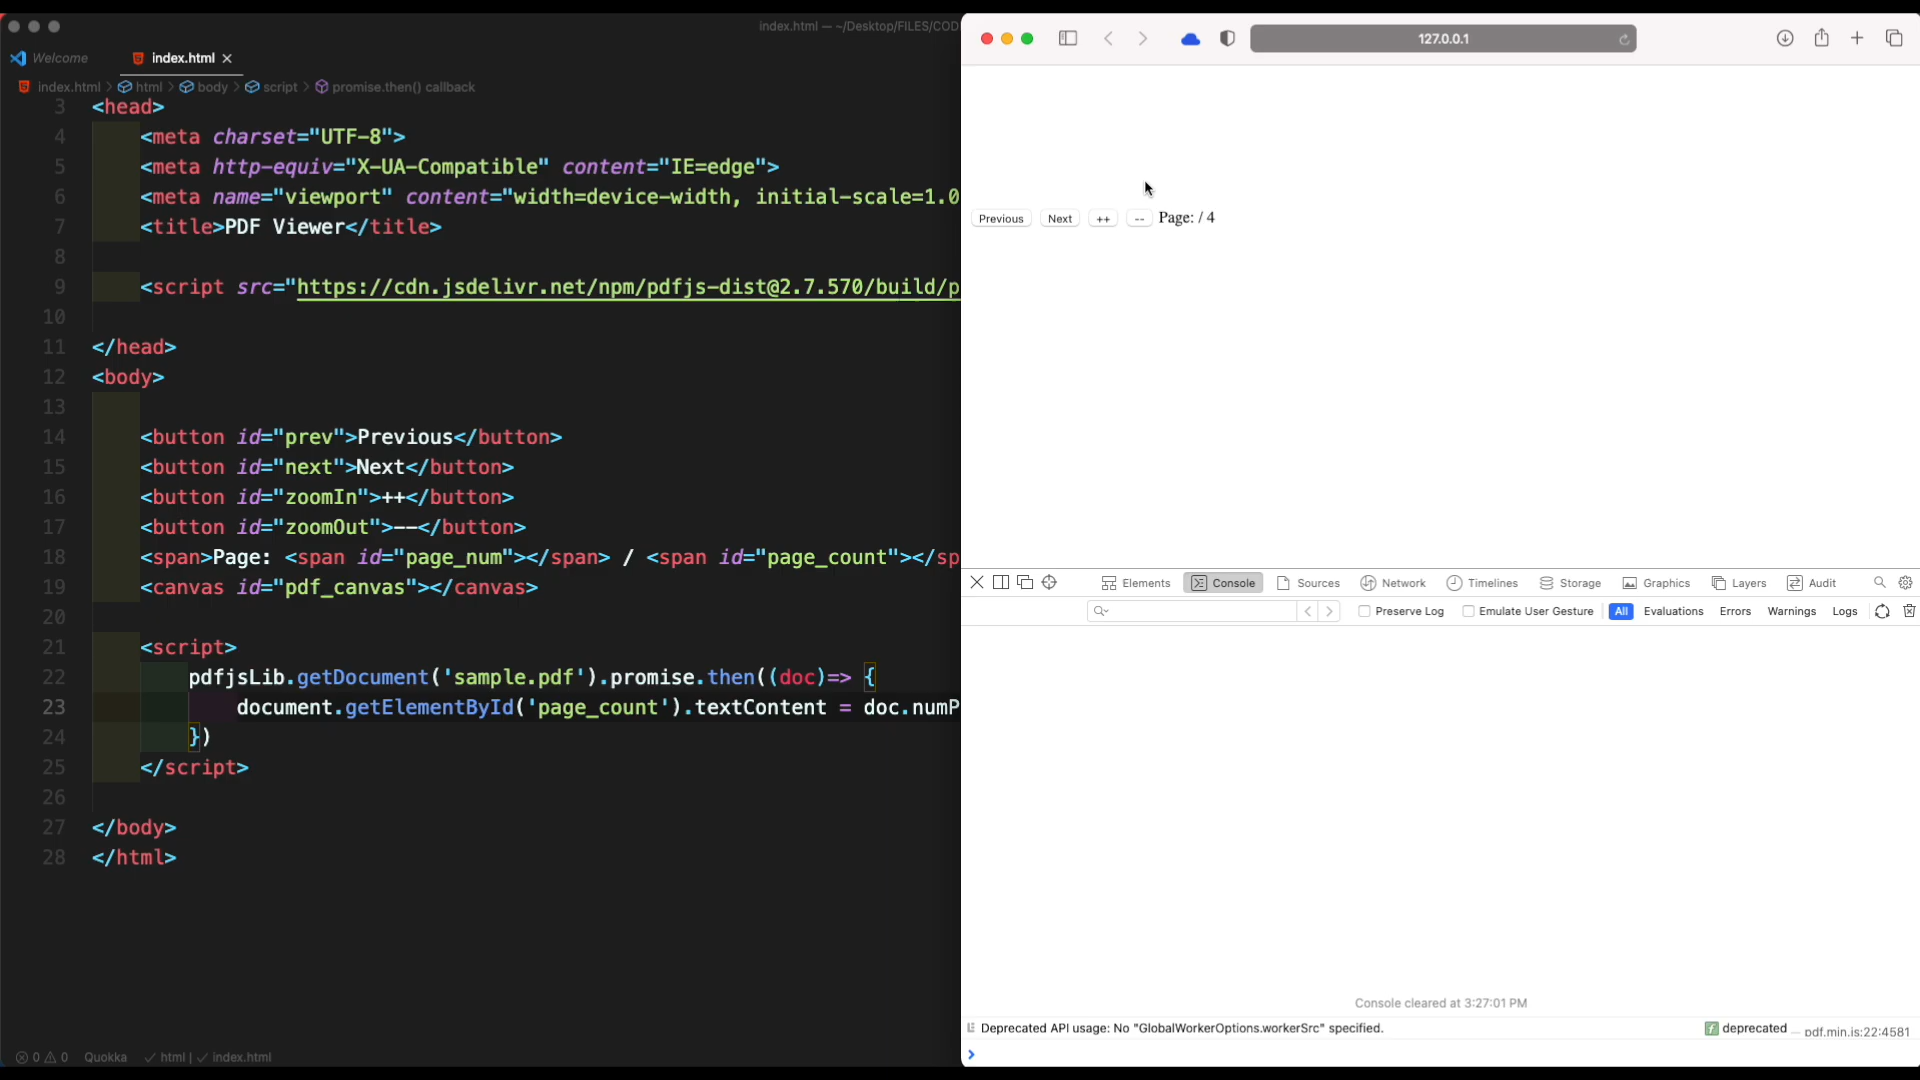 index.html — ~/Desktop/FILES/COD
Welcome
index.html
index.html > html > body > script > promise.then() callback
3 <head>
4 <meta charset="UTF-8">
5 <meta http-equiv="X-UA-Compatible" content="IE=edge">
6 <meta name="viewport" content="width=device-width, initial-scale=1.0
7 <title>PDF Viewer</title>
8
9 <script src="https://cdn.jsdelivr.net/npm/pdfjs-dist@2.7.570/build/p
10
11 </head>
12 <body>
13
14 <button id="prev">Previous</button>
15 <button id="next">Next</button>
16 <button id="zoomIn">++</button>
17 <button id="zoomOut">--</button>
18 <span>Page: <span id="page_num"></span> / <span id="page_count"></sp
19 <canvas id="pdf_canvas"></canvas>
20
21 <script>
22 pdfjsLib.getDocument('sample.pdf').promise.then((doc)=> {
23 document.getElementById('page_count').textContent = doc.numP
24 })
25 </script>
26
27 </body>
28 </html>
0 0 Quokka html | index.html
127.0.0.1
Previous Next ++ -- Page: / 4
Elements Console Sources Network Timelines Storage Graphics Layers Audit
Preserve Log Emulate User Gesture All Evaluations Errors Warnings Logs
Console cleared at 3:27:01 PM
Deprecated API usage: No "GlobalWorkerOptions.workerSrc" specified. f deprecated — pdf.min.js:22:4581